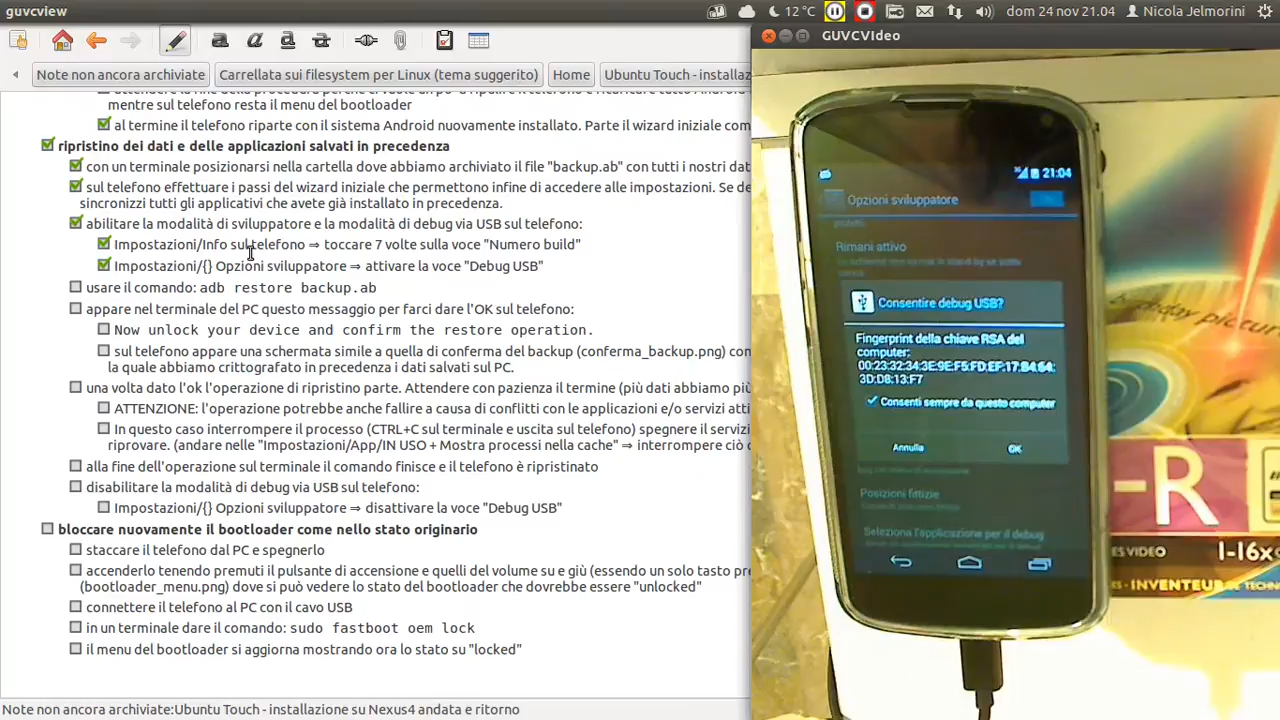 guvcview
12 °C
dom 24 nov 21.04
Nicola Jelmorini
GUVCVIdeo
Note non ancora archiviate
Carrellata sui filesystem per Linux (tema suggerito)
Home
Ubuntu Touch - installaz
mentre sul telefono resta il menu del bootloader
al termine il telefono riparte con il sistema Android nuovamente installato. Parte il wizard iniziale com
ripristino dei dati e delle applicazioni salvati in precedenza
con un terminale posizionarsi nella cartella dove abbiamo archiviato il file "backup.ab" con tutti i nostri dat
sul telefono effettuare i passi del wizard iniziale che permettono infine di accedere alle impostazioni. Se de
sincronizzi tutti gli applicativi che avete già installato in precedenza.
abilitare la modalità di sviluppatore e la modalità di debug via USB sul telefono:
Impostazioni/Info sul telefono ⇒ toccare 7 volte sulla voce "Numero build"
Impostazioni/{} Opzioni sviluppatore ⇒ attivare la voce "Debug USB"
usare il comando: adb restore backup.ab
appare nel terminale del PC questo messaggio per farci dare l'OK sul telefono:
Now unlock your device and confirm the restore operation.
sul telefono appare una schermata simile a quella di conferma del backup (conferma_backup.png) con
la quale abbiamo crittografato in precedenza i dati salvati sul PC.
una volta dato l'ok l'operazione di ripristino parte. Attendere con pazienza il termine (più dati abbiamo più
ATTENZIONE: l'operazione potrebbe anche fallire a causa di conflitti con le applicazioni e/o servizi atti
In questo caso interrompere il processo (CTRL+C sul terminale e uscita sul telefono) spegnere il servizi
riprovare. (andare nelle "Impostazioni/App/IN USO + Mostra processi nella cache" ⇒ interrompere ciò c
alla fine dell'operazione sul terminale il comando finisce e il telefono è ripristinato
disabilitare la modalità di debug via USB sul telefono:
Impostazioni/{} Opzioni sviluppatore ⇒ disattivare la voce "Debug USB"
bloccare nuovamente il bootloader come nello stato originario
staccare il telefono dal PC e spegnerlo
accenderlo tenendo premuti il pulsante di accensione e quelli del volume su e giù (essendo un solo tasto pre
(bootloader_menu.png) dove si può vedere lo stato del bootloader che dovrebbe essere "unlocked"
connettere il telefono al PC con il cavo USB
in un terminale dare il comando: sudo fastboot oem lock
il menu del bootloader si aggiorna mostrando ora lo stato su "locked"
Note non ancora archiviate:Ubuntu Touch - installazione su Nexus4 andata e ritorno
21:04
Opzioni sviluppatore
protetto
Rimani attivo
Consentire debug USB?
Fingerprint della chiave RSA del
computer:
00:23:32:34:3E:9E:F5:FD:EF:17:B4:64:
3D:D8:13:F7
Consenti sempre da questo computer
Annulla
OK
Posizioni fittizie
Seleziona l'applicazione per il debug
-R
ES VIDEO
1-16x
- INVENTEUR